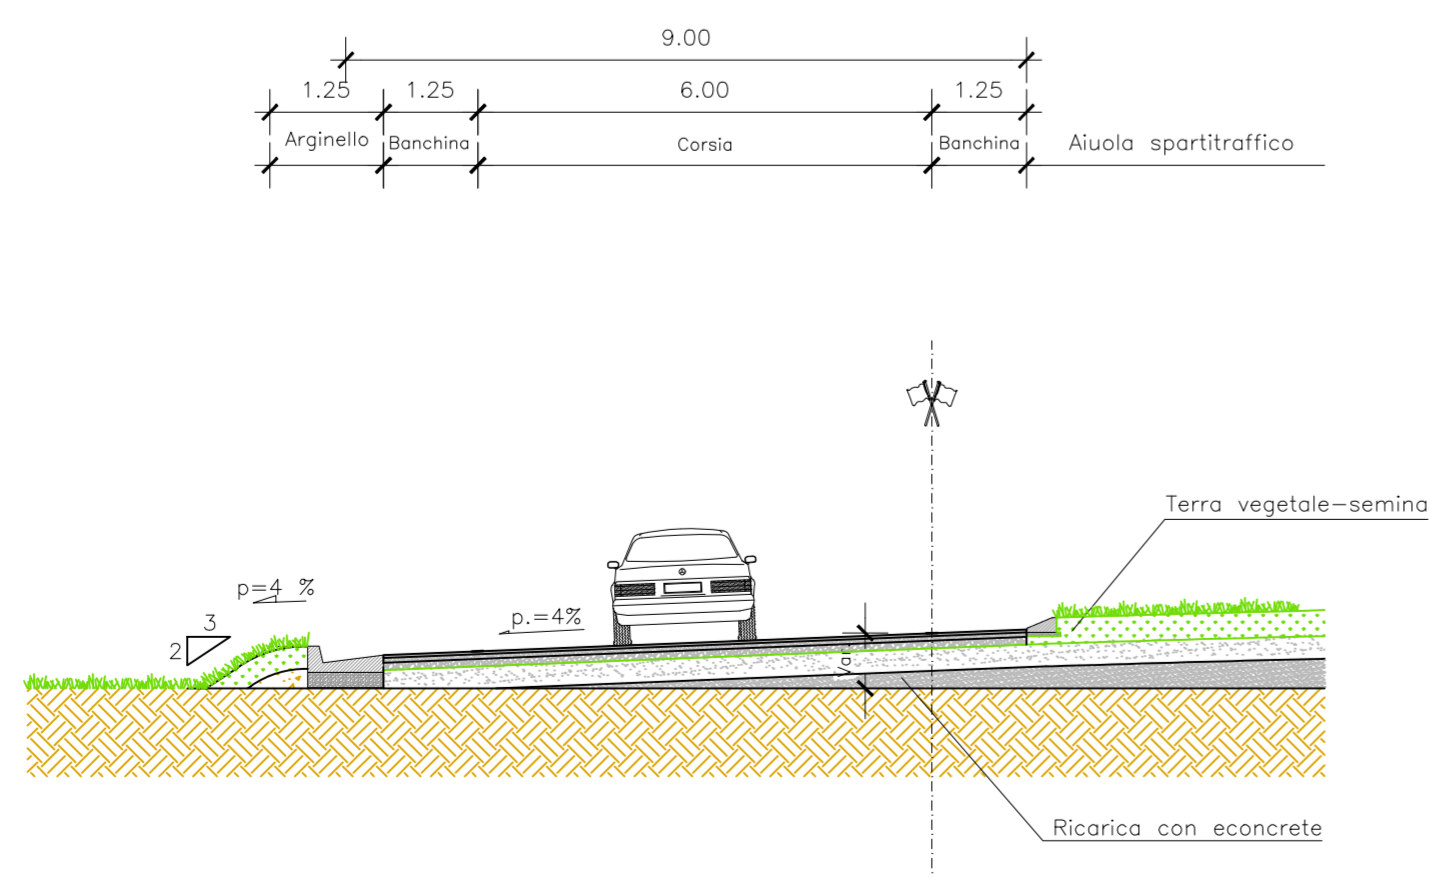 9.00
1.25 1.25 6.00 1.25
Arginello Banchina Corsia Banchina Aiuola spartitraffico
Terra vegetale-semina
p=4 %
p.=4%
3
2
Ricarica con econcrete